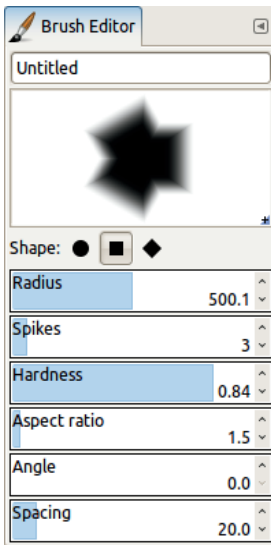 Brush Editor
Untitled
Shape:
Radius
500.1
Spikes
3
Hardness
0.84
Aspect ratio
1.5
Angle
0.0
Spacing
20.0